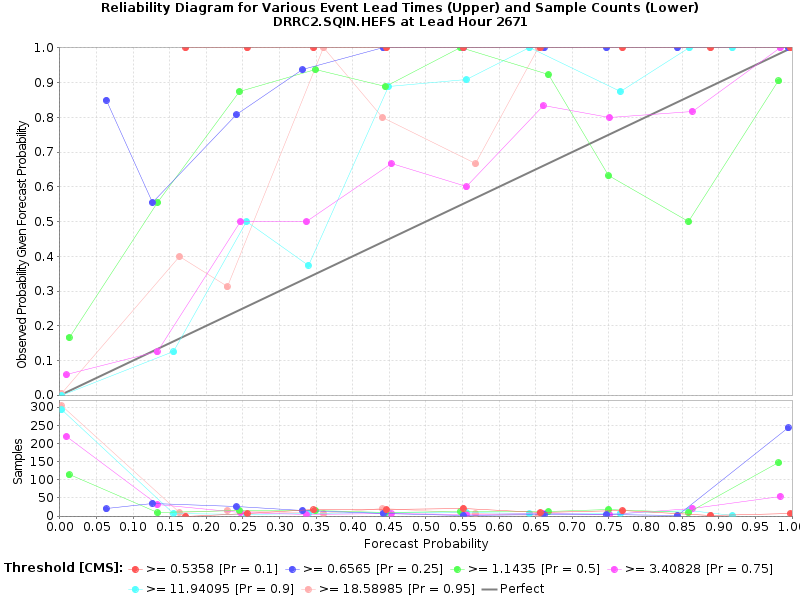 Reliability Diagram for Various Event Lead Times (Upper) and Sample Counts (Lower)
DRRC2.SQIN.HEFS at Lead Hour 2671
Observed Probability Given Forecast Probability
1.0
0.9
0.8
0.7
0.6
0.5
0.4
0.3
0.2
0.1
0.0
Samples
300
250
200
150
100
50
0
0.00 0.05 0.10 0.15 0.20 0.25 0.30 0.35 0.40 0.45 0.50 0.55 0.60 0.65 0.70 0.75 0.80 0.85 0.90 0.95 1.00
Forecast Probability
Threshold [CMS]: >= 0.5358 [Pr = 0.1] >= 0.6565 [Pr = 0.25] >= 1.1435 [Pr = 0.5] >= 3.40828 [Pr = 0.75]
>= 11.94095 [Pr = 0.9] >= 18.58985 [Pr = 0.95] Perfect